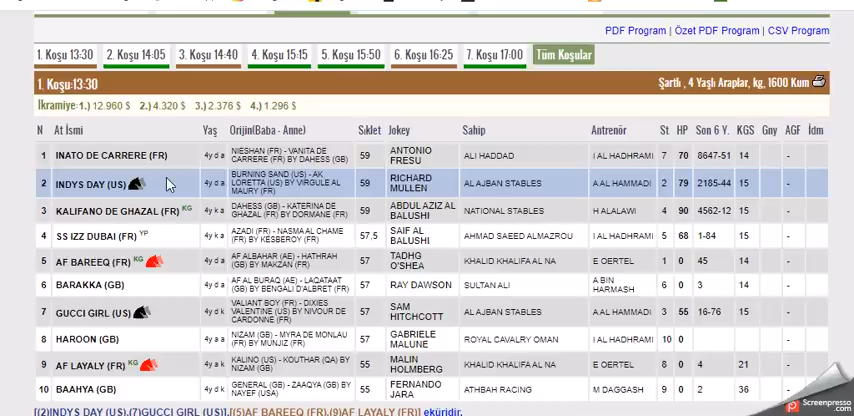 PDF Program | Özet PDF Program | CSV Program
1. Koşu 13:30 2. Koşu 14:05 3. Koşu 14:40 4. Koşu 15:15 5. Koşu 15:50 6. Koşu 16:25 7. Koşu 17:00 Tüm Koşular
1. Koşu:13:30 Şartlı , 4 Yaşlı Araplar, kg, 1600 Kum
İkramiye: 1.) 12.960 $ 2.) 4.320 $ 3.) 2.376 $ 4.) 1.296 $
N At İsmi Yaş Orijin(Baba - Anne) Sıklet Jokey Sahip Antrenör St HP Son 6 Y. KGS Gny AGF İdm
1 INATO DE CARRERE (FR) 4y d a NIESHAN (FR) - VANITA DE CARRERE (FR) BY DAHESS (GB) 59 ANTONIO FRESU ALI HADDAD I AL HADHRAMI 7 70 8647-51 14 -
2 INDYS DAY (US) 4y d a BURNING SAND (US) - AK LORETTA (US) BY VIRGULE AL MAURY (FR) 59 RICHARD MULLEN AL AJBAN STABLES A AL HAMMADI 2 79 2185-44 15 -
3 KALIFANO DE GHAZAL (FR) KG 4y k a DAHESS (GB) - KATERINA DE GHAZAL (FR) BY DORMANE (FR) 59 ABDUL AZIZ AL BALUSHI NATIONAL STABLES H ALALAWI 4 90 4562-12 15 -
4 SS IZZ DUBAI (FR) YP 4y k a AZADI (FR) - NASMA AL CHAME (FR) BY KESBEROY (FR) 57,5 SAIF AL BALUSHI AHMAD SAEED ALMAZROU I AL HADHRAMI 5 68 1-84 15 -
5 AF BAREEQ (FR) KG 4y d a AF ALBAHAR (AE) - HATHRAH (GB) BY MAKZAN (FR) 57 TADHG O'SHEA KHALID KHALIFA AL NA E OERTEL 1 0 45 14 -
6 BARAKKA (GB) 4y d a AF AL BURAQ (AE) - LAQATAAT (GB) BY BENGALI D'ALBRET (FR) 57 RAY DAWSON SULTAN ALI A BIN HARMASH 6 0 3 14 -
7 GUCCI GIRL (US) 4y d k VALIANT BOY (FR) - DIXIES VALENTINE (US) BY NIVOUR DE CARDONNE (FR) 57 SAM HITCHCOTT AL AJBAN STABLES A AL HAMMADI 3 55 16-76 15 -
8 HAROON (GB) 4y a a NIZAM (GB) - MYRA DE MONLAU (FR) BY MUNJIZ (FR) 57 GABRIELE MALUNE ROYAL CAVALRY OMAN I AL HADHRAMI 10 0 -
9 AF LAYALY (FR) KG 4y a k KALINO (US) - KOUTHAR (QA) BY NIZAM (GB) 55 MALIN HOLMBERG KHALID KHALIFA AL NA E OERTEL 8 0 4 21 -
10 BAAHYA (GB) 4y d k GENERAL (GB) - ZAAQYA (GB) BY NAYEF (USA) 55 FERNANDO JARA ATHBAH RACING M DAGGASH 9 0 2 36 -
[(2)INDYS DAY (US),(7)GUCCI GIRL (US)],[(5)AF BAREEQ (FR),(9)AF LAYALY (FR)] eküridir.
Screenpresso
.com